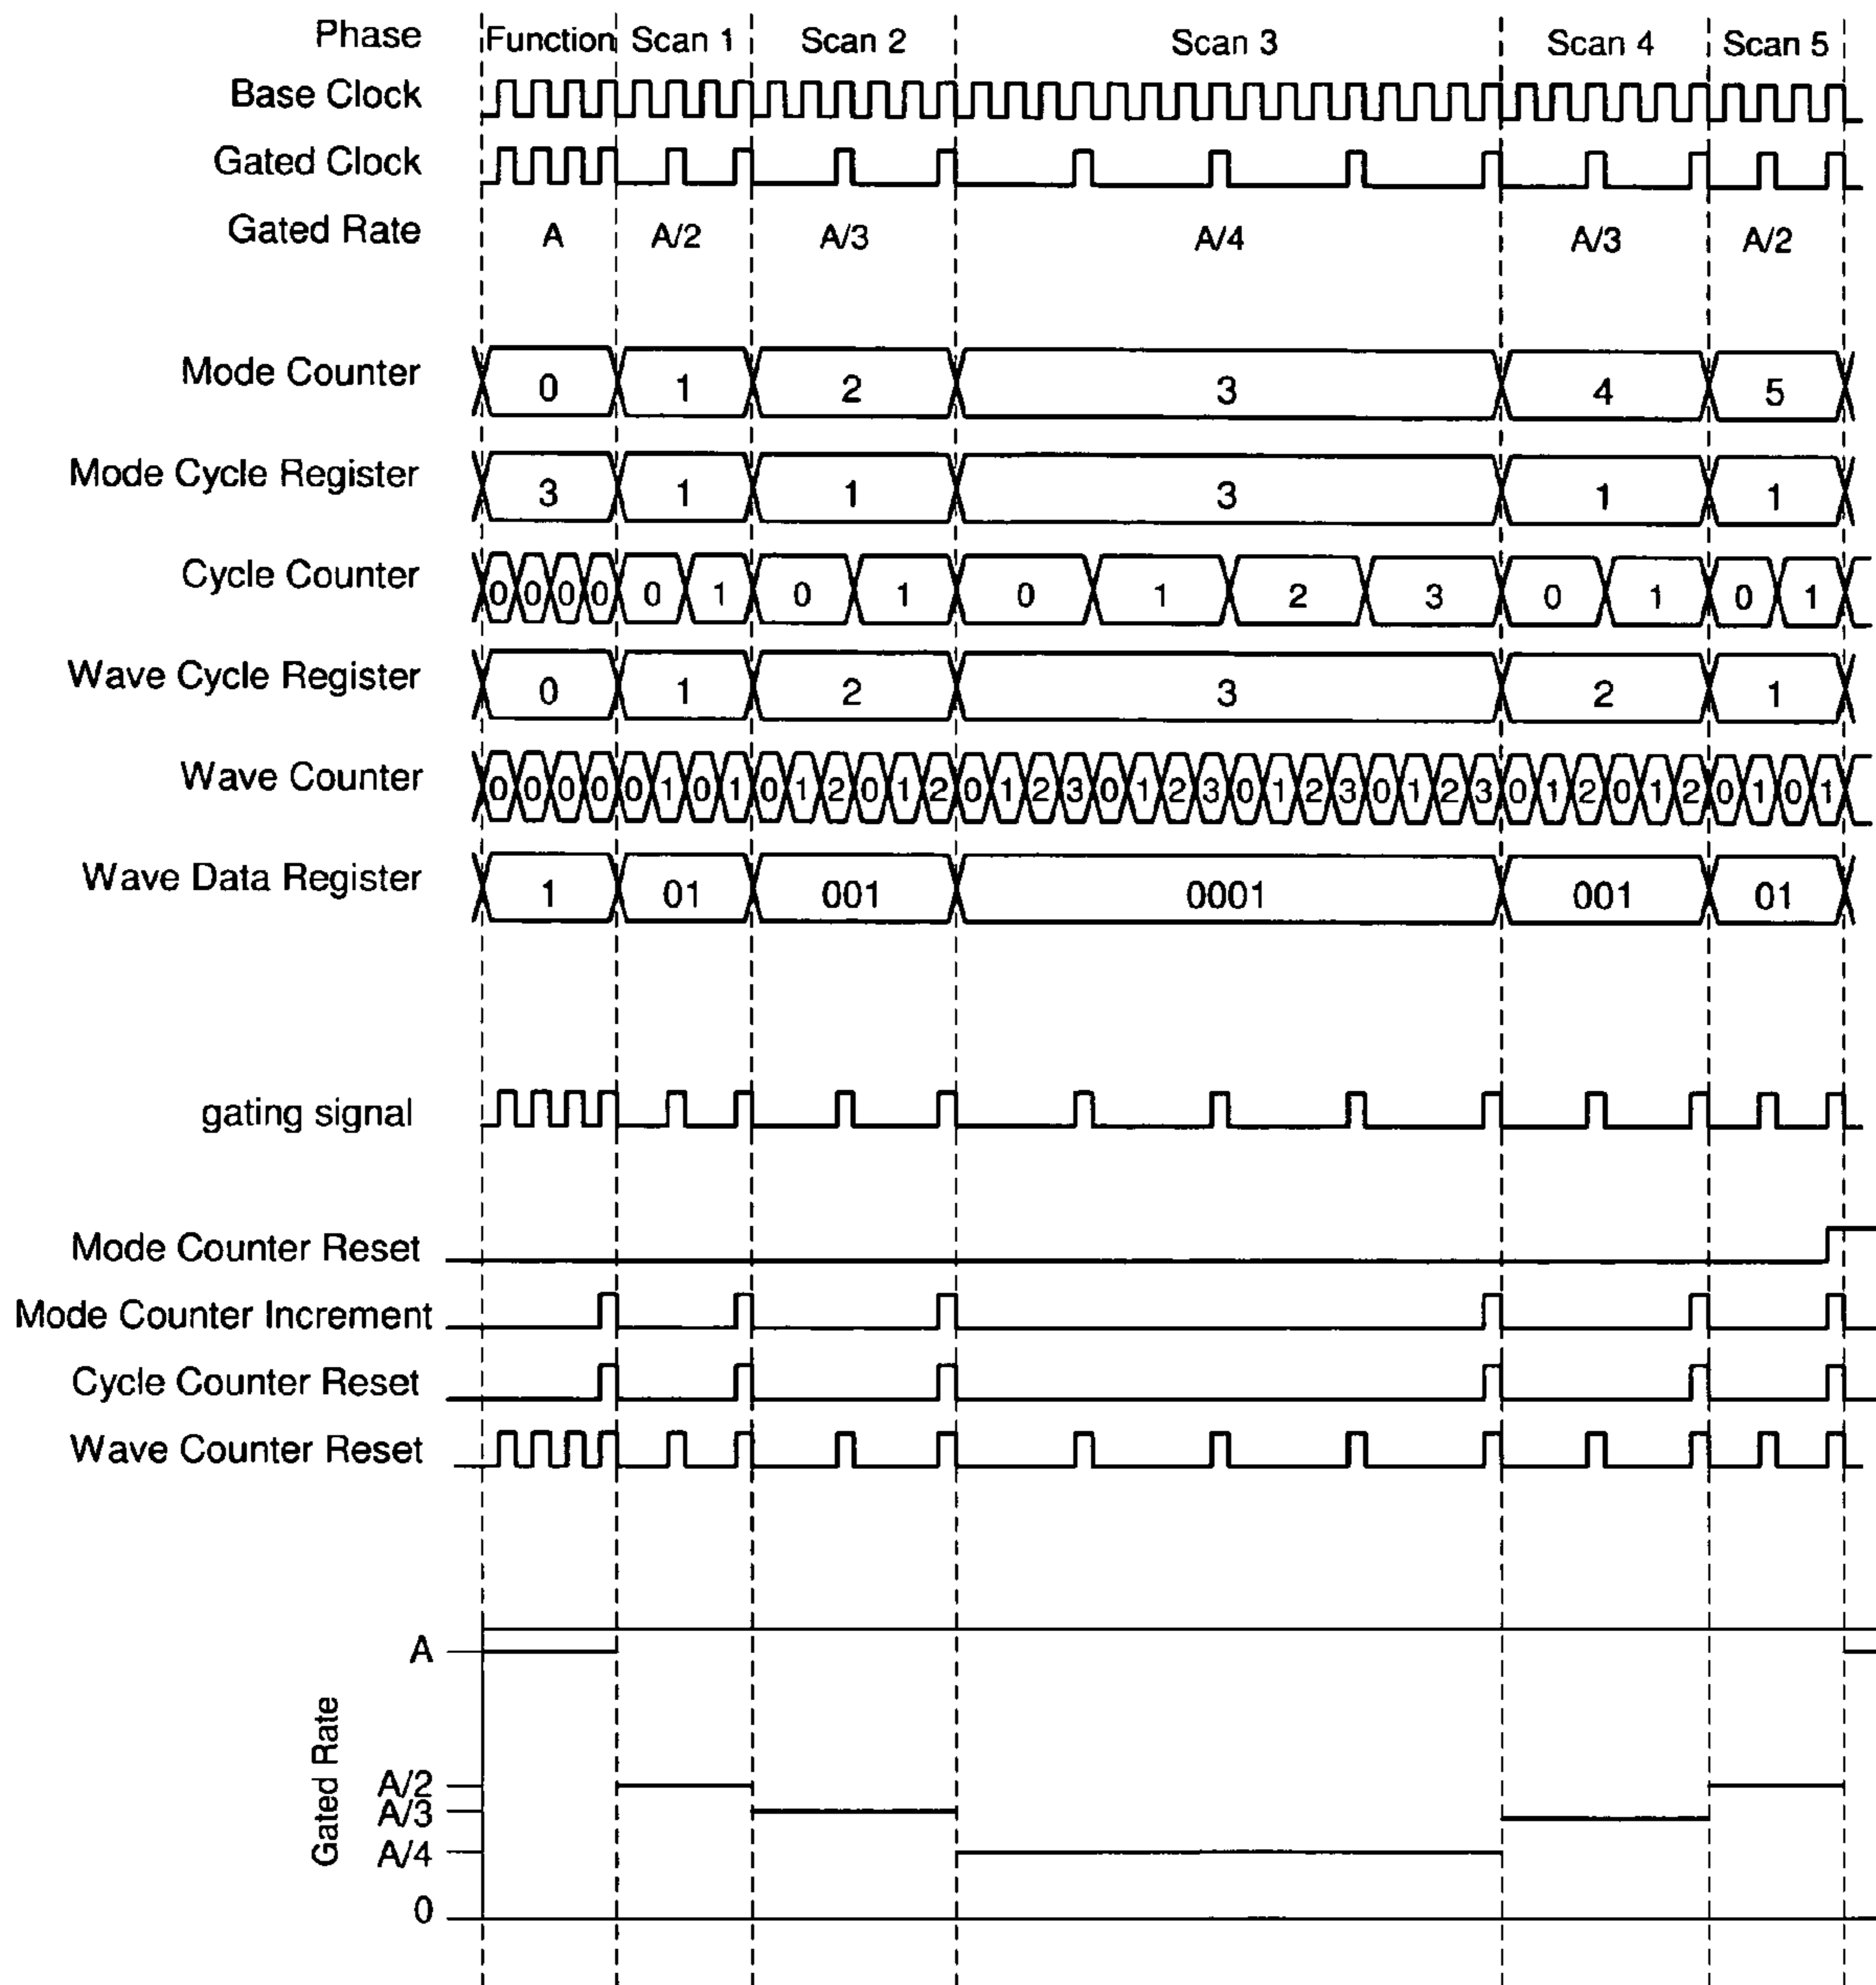 Phase Function Scan 1 Scan 2 Scan 3 Scan 4 Scan 5
Base Clock
Gated Clock
Gated Rate A A/2 A/3 A/4 A/3 A/2
Mode Counter 0 1 2 3 4 5
Mode Cycle Register 3 1 1 3 1 1
Cycle Counter 0 0 0 0 0 1 0 1 0 1 2 3 0 1 0 1
Wave Cycle Register 0 1 2 3 2 1
Wave Counter 0 0 0 0 0 1 0 1 0 1 2 0 1 2 0 1 2 3 0 1 2 3 0 1 2 3 0 1 2 3 0 1 2 0 1 2 0 1 0 1
Wave Data Register 1 01 001 0001 001 01
gating signal
Mode Counter Reset
Mode Counter Increment
Cycle Counter Reset
Wave Counter Reset
Gated Rate
A
A/2
A/3
A/4
0